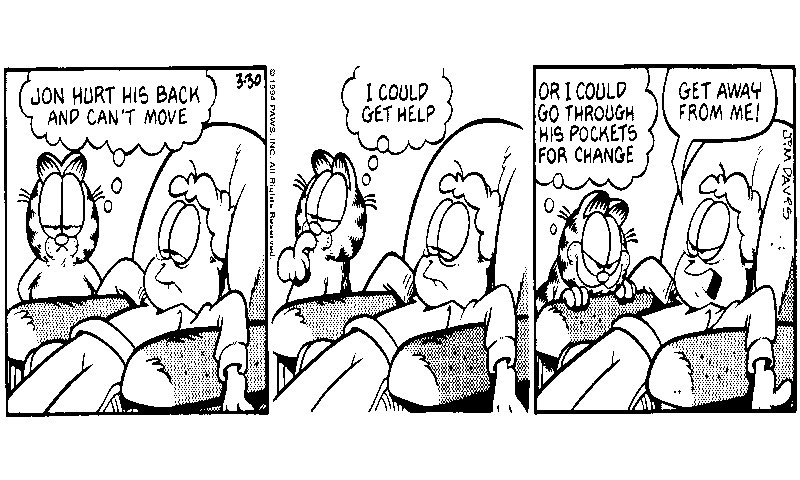 JON HURT HIS BACK
AND CAN'T MOVE
3-30
© 1994 PAWS, INC. All Rights Reserved.
I COULD
GET HELP
OR I COULD
GO THROUGH
HIS POCKETS
FOR CHANGE
GET AWAY
FROM ME!
JIM DAVIS